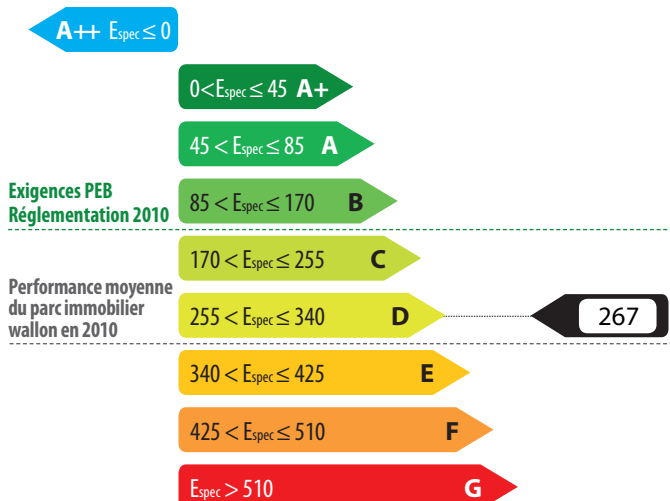 A++ Espec ≤ 0
0<Espec ≤ 45 A+
45 < Espec ≤ 85 A
Exigences PEB
Réglementation 2010
85 < Espec ≤ 170 B
170 < Espec ≤ 255 C
Performance moyenne
du parc immobilier
wallon en 2010
255 < Espec ≤ 340 D
267
340 < Espec ≤ 425 E
425 < Espec ≤ 510 F
Espec > 510 G